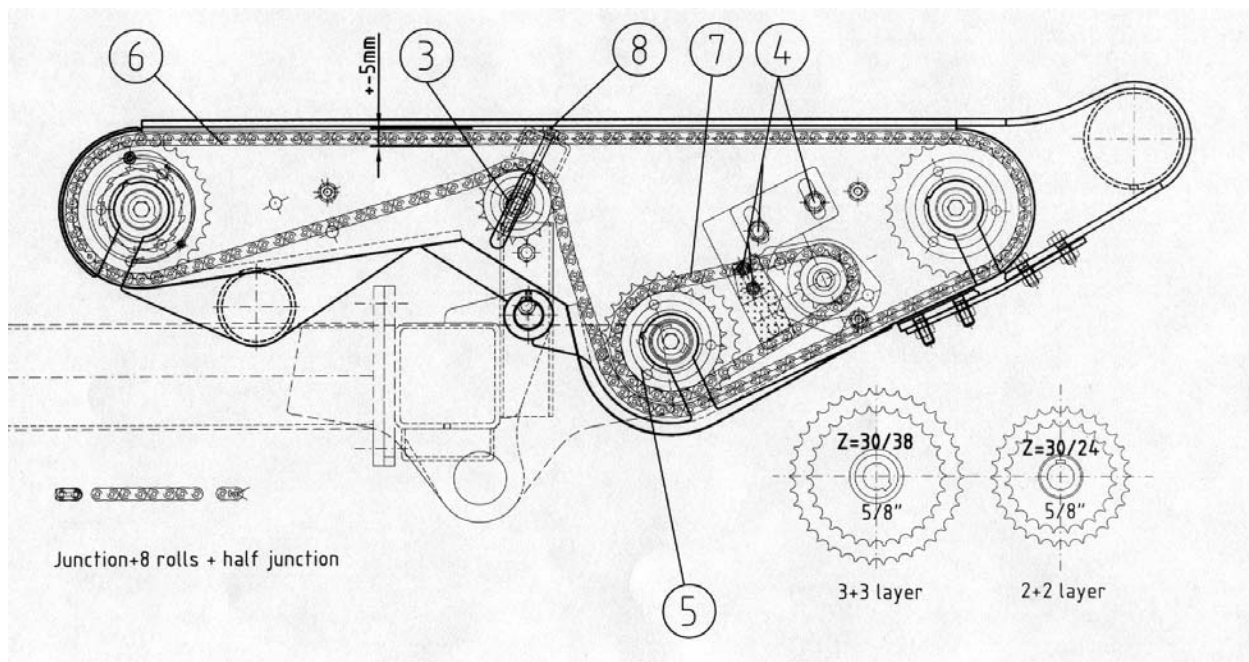 6
+-5mm
3
8
7
4
Z=30/38
5/8"
3+3 layer
Z=30/24
5/8"
2+2 layer
Junction+8 rolls + half junction
5